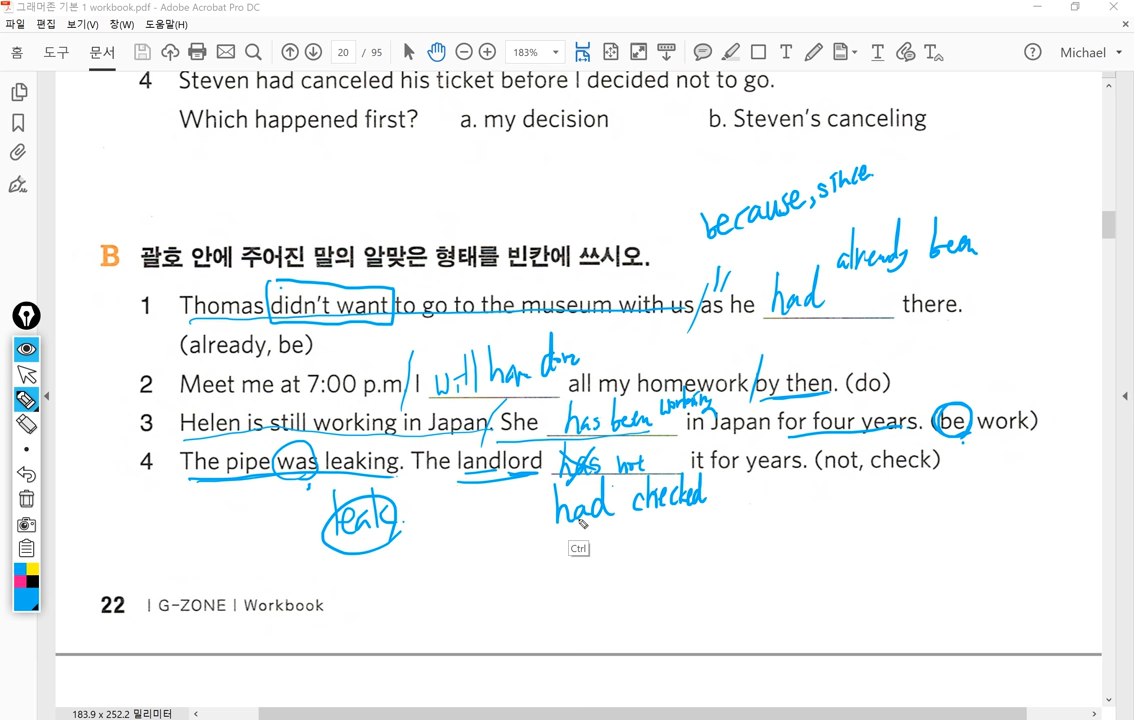 그래머존 기본 1 workbook.pdf - Adobe Acrobat Pro DC
파일 편집 보기(V) 창(W) 도움말(H)
홈 도구 문서 20 / 95 183% Michael
4 Steven had canceled his ticket before I decided not to go.
Which happened first? a. my decision b. Steven's canceling
because, since
B 괄호 안에 주어진 말의 알맞은 형태를 빈칸에 쓰시오.
already been
1 Thomas didn't want to go to the museum with us / as he had there.
(already, be)
2 Meet me at 7:00 p.m / I will have done all my homework / by then. (do)
3 Helen is still working in Japan. / She has been working in Japan for four years. (be, work)
4 The pipe was leaking. The landlord has not it for years. (not, check)
leak had checked
Ctrl
22 | G-ZONE | Workbook
183.9 x 252.2 밀리미터